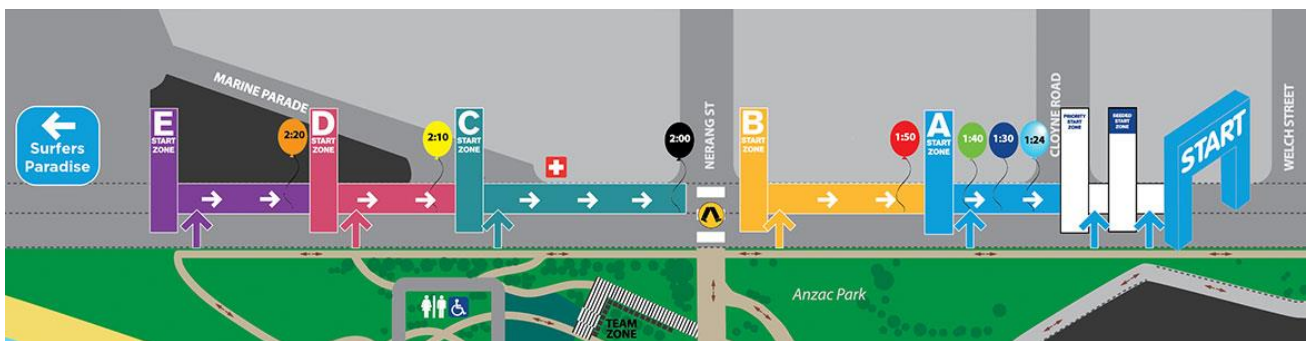 Surfers
Paradise
MARINE PARADE
E
START
ZONE
2:20
D
START
ZONE
2:10
C
START
ZONE
2:00
NERANG ST
B
START
ZONE
1:50
A
START
ZONE
1:40
1:30
1:24
CLOYNE ROAD
PRIORITY
START
ZONE
SEEDED
START
ZONE
START
WELCH STREET
Anzac Park
TEAM
ZONE